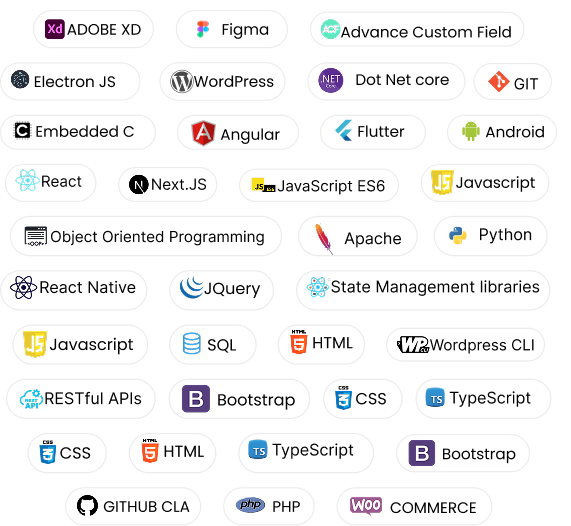 Xd ADOBE XD
Figma
ACF Advance Custom Field
Electron JS
WordPress
.NET Core Dot Net core
GIT
C Embedded C
A Angular
Flutter
Android
React
N Next.JS
JS ES6 JavaScript ES6
JS Javascript
<OOP> Object Oriented Programming
Apache
Python
React Native
JQuery
State Management libraries
JS Javascript
SQL
HTML 5 HTML
WP Wordpress CLI
REST API RESTful APIs
B Bootstrap
CSS 3 CSS
TS TypeScript
CSS 3 CSS
HTML 5 HTML
TS TypeScript
B Bootstrap
GITHUB CLA
php PHP
WOO COMMERCE